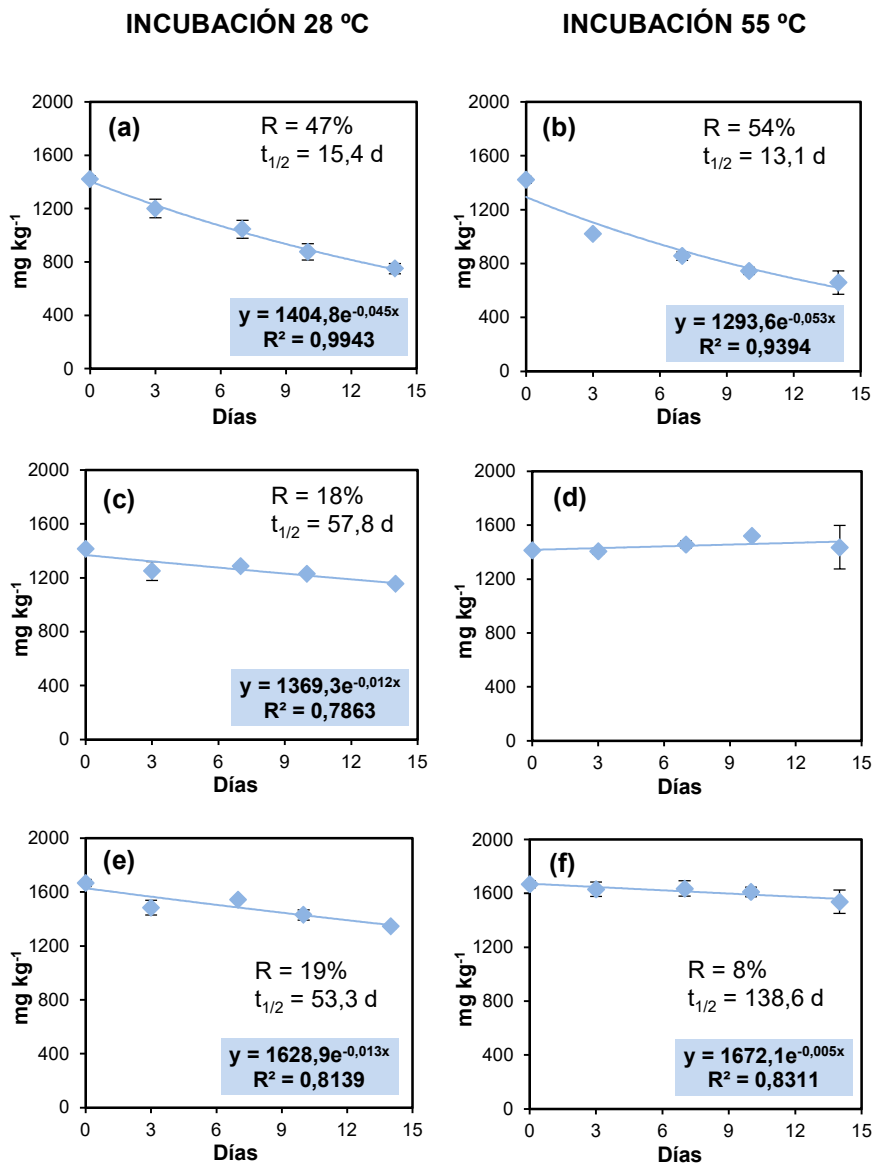 INCUBACIÓN 28 ºC
INCUBACIÓN 55 ºC
(a)
R = 47%
t1/2 = 15,4 d
y = 1404,8e-0,045x
R² = 0,9943
mg kg-1
2000
1600
1200
800
400
0
0 3 6 9 12 15
Días
(b)
R = 54%
t1/2 = 13,1 d
y = 1293,6e-0,053x
R² = 0,9394
mg kg-1
2000
1600
1200
800
400
0
0 3 6 9 12 15
Días
(c)
R = 18%
t1/2 = 57,8 d
y = 1369,3e-0,012x
R² = 0,7863
mg kg-1
2000
1600
1200
800
400
0
0 3 6 9 12 15
Días
(d)
mg kg-1
2000
1600
1200
800
400
0
0 3 6 9 12 15
Días
(e)
R = 19%
t1/2 = 53,3 d
y = 1628,9e-0,013x
R² = 0,8139
mg kg-1
2000
1600
1200
800
400
0
0 3 6 9 12 15
Días
(f)
R = 8%
t1/2 = 138,6 d
y = 1672,1e-0,005x
R² = 0,8311
mg kg-1
2000
1600
1200
800
400
0
0 3 6 9 12 15
Días